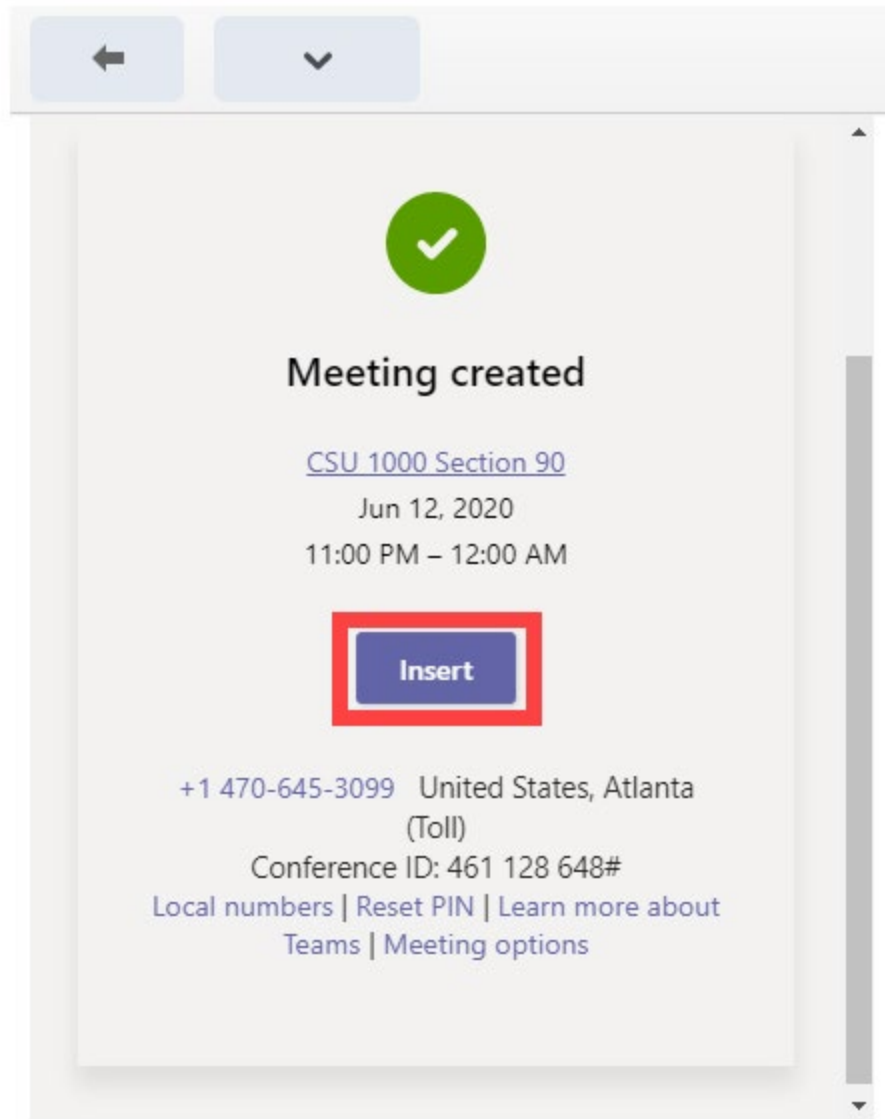 Meeting created
CSU 1000 Section 90
Jun 12, 2020
11:00 PM – 12:00 AM
Insert
+1 470-645-3099 United States, Atlanta
(Toll)
Conference ID: 461 128 648#
Local numbers | Reset PIN | Learn more about
Teams | Meeting options